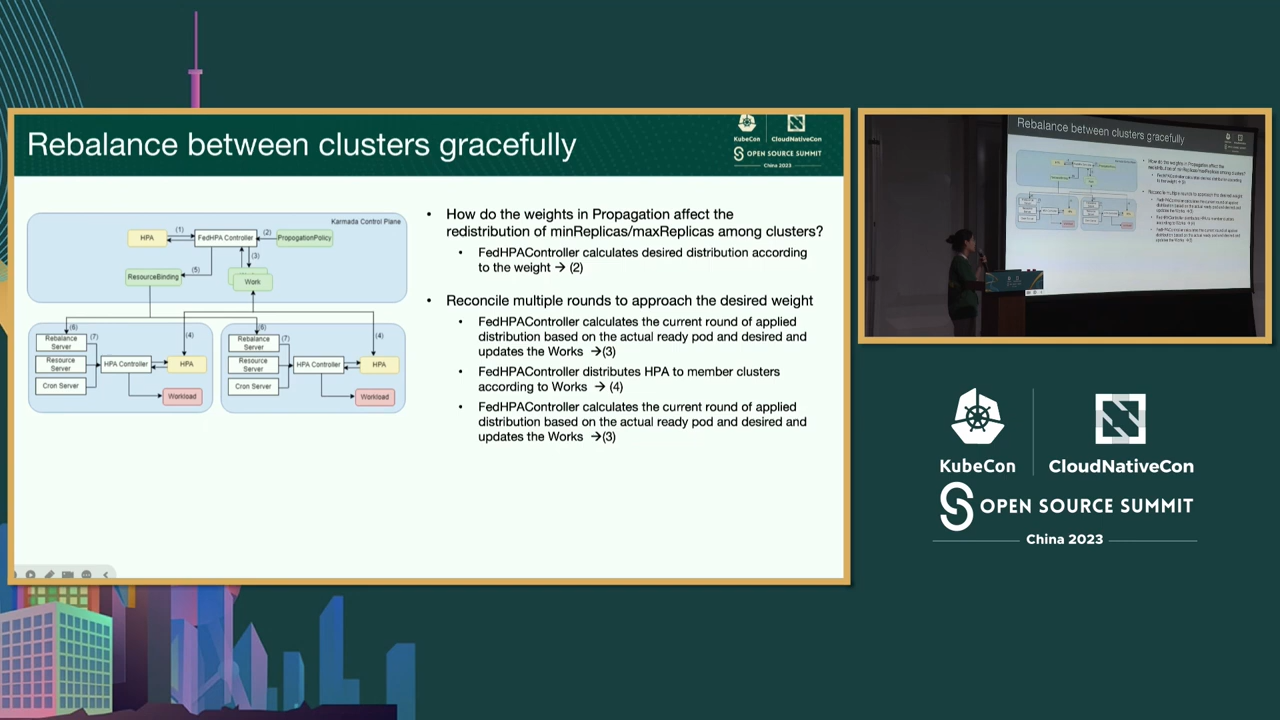 Rebalance between clusters gracefully
KubeCon
CloudNativeCon
OPEN SOURCE SUMMIT
China 2023
Karmada Control Plane
(1)
(2)
HPA
FedHPA Controller
PropagationPolicy
(3)
(5)
ResourceBinding
Work
(6)
(7)
(4)
Rebalance
Server
Resource
Server
HPA Controller
HPA
Cron Server
Workload
(6)
(7)
(4)
Rebalance
Server
Resource
Server
HPA Controller
HPA
Cron Server
Workload
• How do the weights in Propagation affect the
redistribution of minReplicas/maxReplicas among clusters?
• FedHPAController calculates desired distribution according
to the weight → (2)
• Reconcile multiple rounds to approach the desired weight
• FedHPAController calculates the current round of applied
distribution based on the actual ready pod and desired and
updates the Works →(3)
• FedHPAController distributes HPA to member clusters
according to Works → (4)
• FedHPAController calculates the current round of applied
distribution based on the actual ready pod and desired and
updates the Works →(3)
Rebalance between clusters gracefully
KubeCon
CloudNativeCon
OPEN SOURCE SUMMIT
China 2023